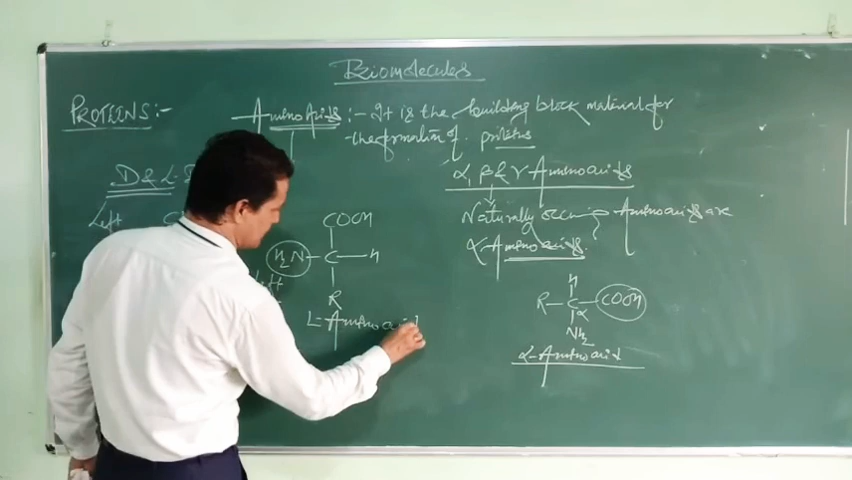 Biomolecules
PROTEINS:-
Amino Acids :- It is the building block material for
the formation of proteins
D & L-
α, β & γ Amino acids
Left
Naturally occuring Amino acids are
α-Amino acids.
COOH
H2N-C-H
R
L-Amino acid
left
H
R-C-COOH
α
NH2
α-Amino acid